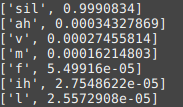 ['sil', 0.9990834]
['ah', 0.00034327869]
['v', 0.00027455814]
['m', 0.00016214803]
['f', 5.49916e-05]
['ih', 2.7548622e-05]
['l', 2.5572908e-05]